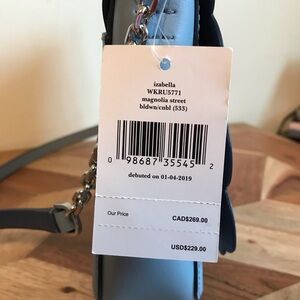 izabella
WKRU5771
magnolia street
bldwn/cnbl (533)
0 98687 35545 2
debuted on 01-04-2019
Our Price CAD$269.00
USD$229.00